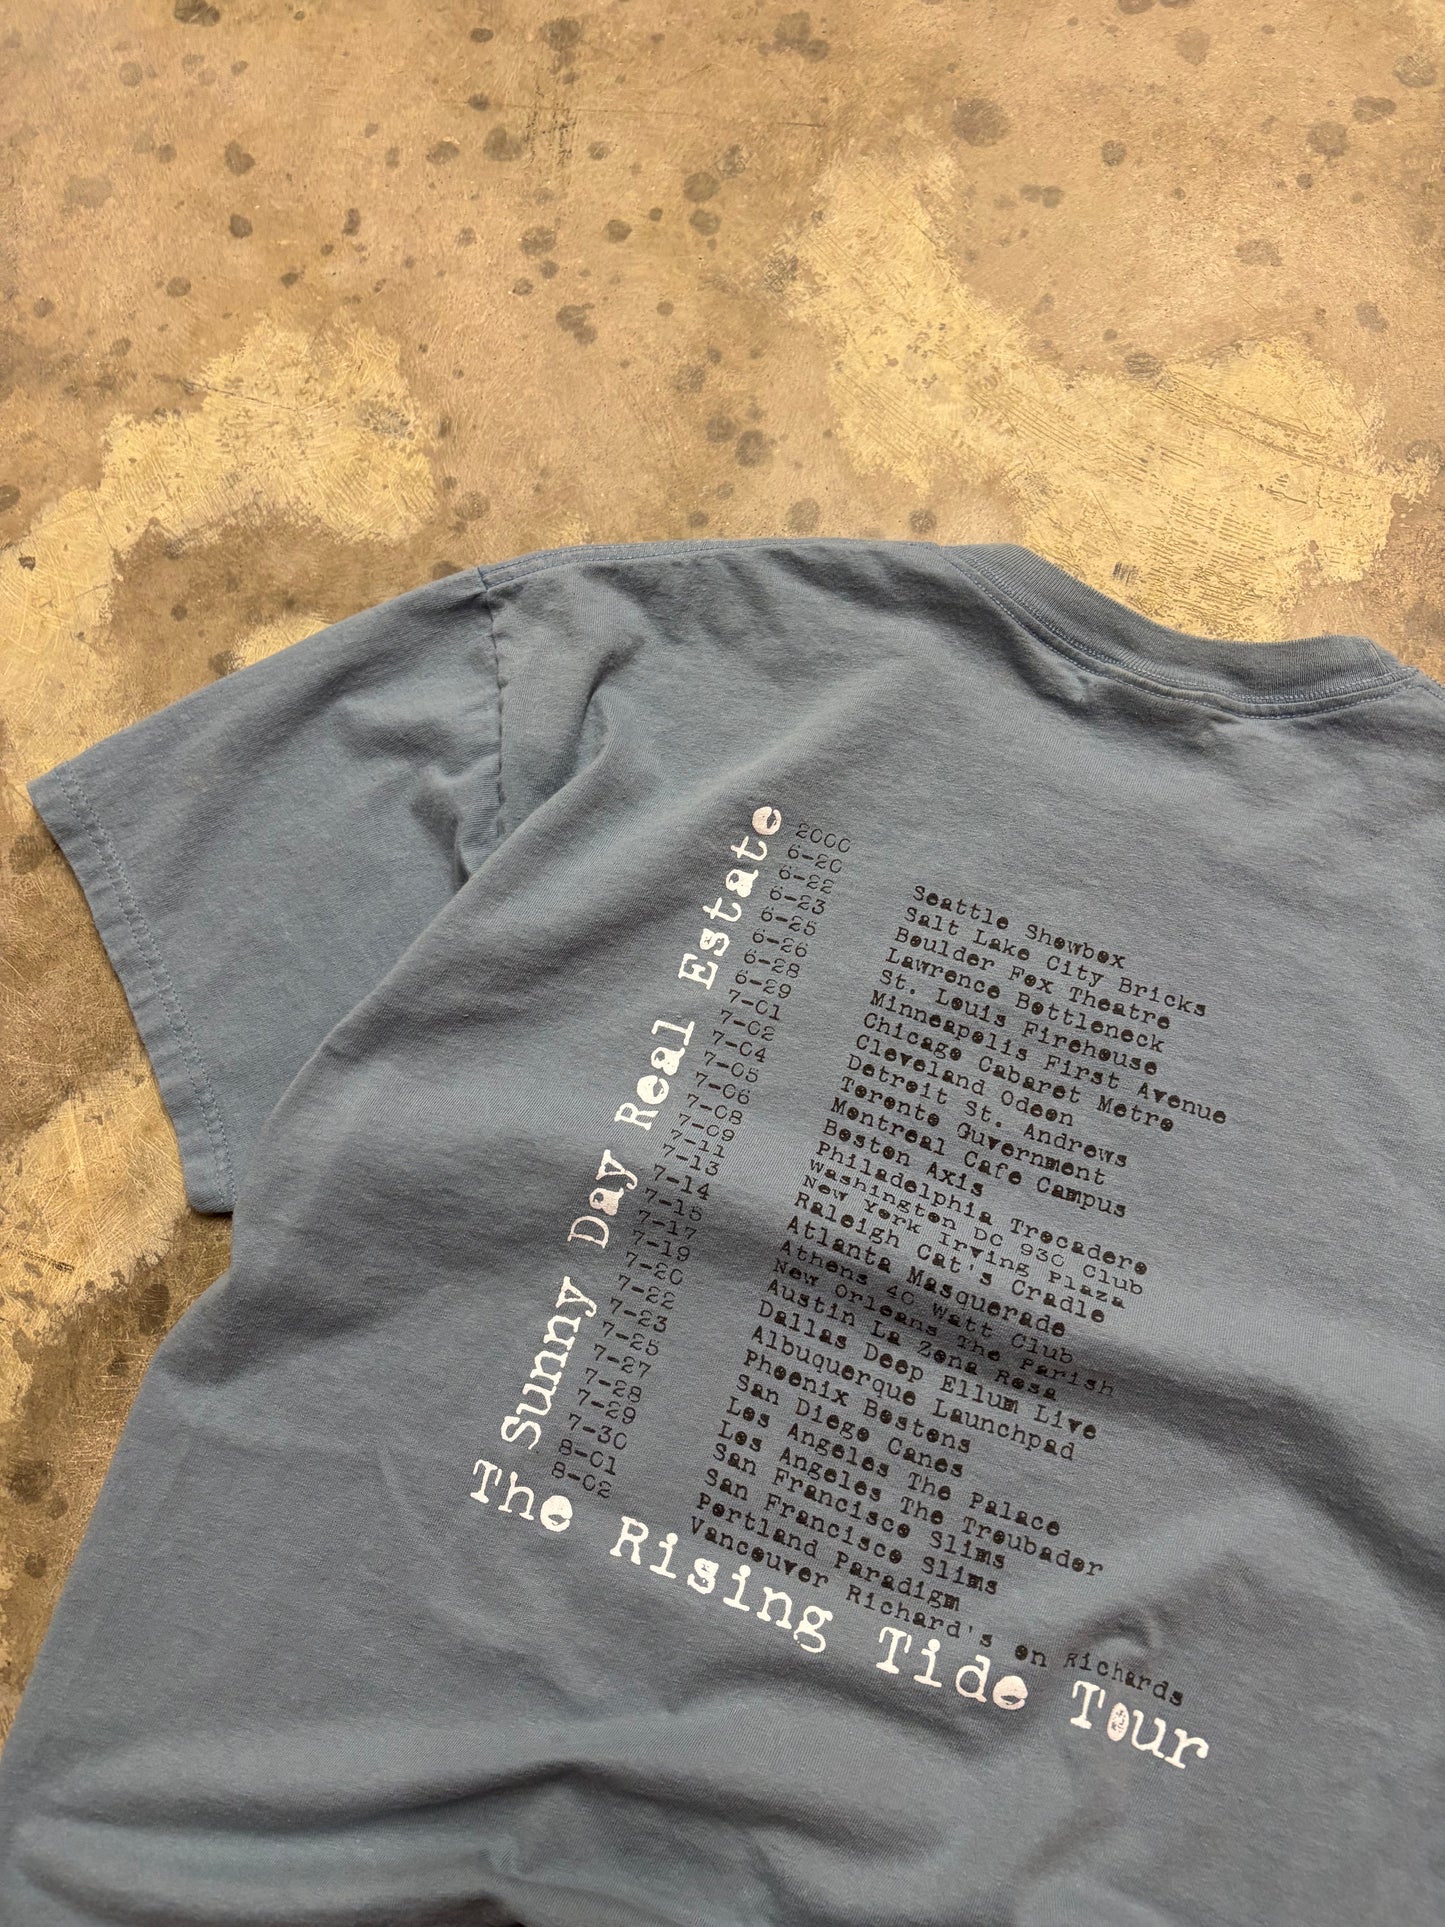 Sunny Day Real Estate
2000
6-20 Seattle Showbox
6-22 Salt Lake City Bricks
6-23 Boulder Fox Theatre
6-25 Lawrence Bottleneck
6-26 St. Louis Firehouse
6-28 Minneapolis First Avenue
6-29 Chicago Cabaret Metro
7-01 Cleveland Odeon
7-02 Detroit St. Andrews
7-04 Toronto Guvernment
7-05 Montreal Cafe Campus
7-06 Boston Axis
7-08 Philadelphia Trocadero
7-09 Washington DC 930 Club
7-11 New York Irving Plaza
7-13 Raleigh Cat's Cradle
7-14 Atlanta Masquerade
7-15 Athens 40 Watt Club
7-17 New Orleans The Parish
7-19 Austin La Zona Rosa
7-20 Dallas Deep Ellum Live
7-22 Albuquerque Launchpad
7-23 Phoenix Bostons
7-25 San Diego Canes
7-27 Los Angeles The Palace
7-28 Los Angeles The Troubador
7-29 San Francisco Slims
7-30 San Francisco Slims
8-01 Portland Paradigm
8-02 Vancouver Richard's on Richards
The Rising Tide Tour